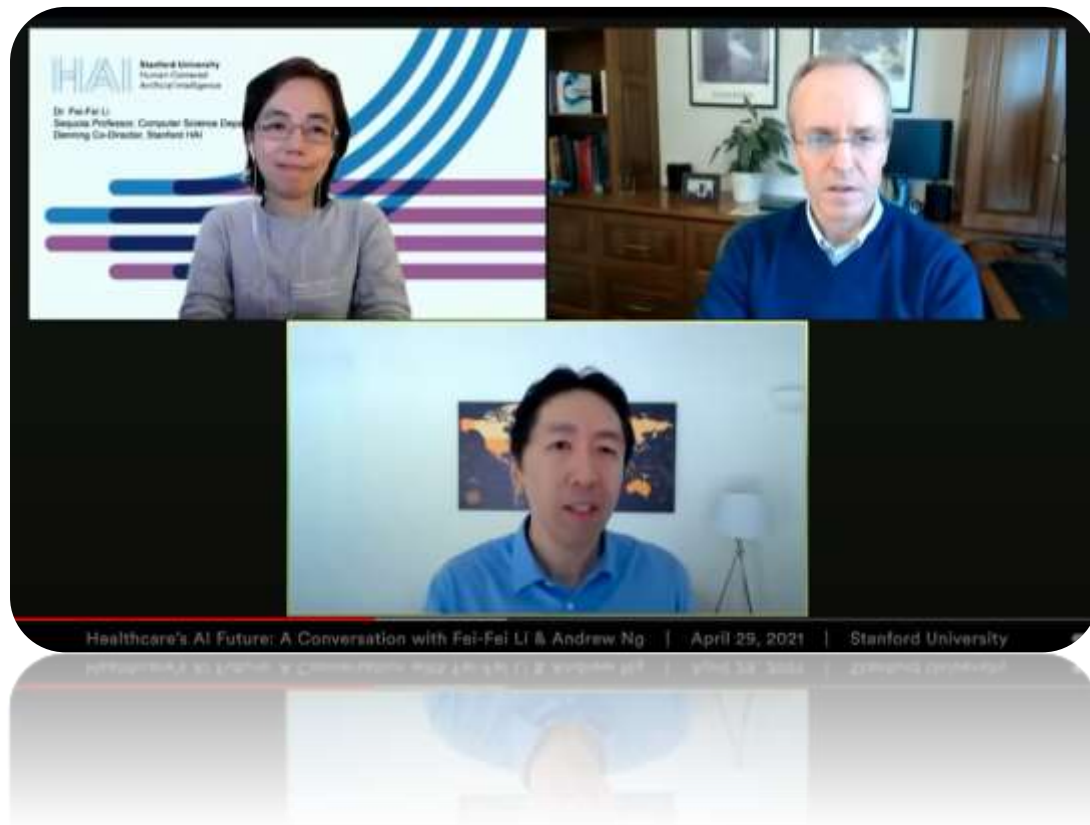 HAI
Stanford University
Human-Centered
Artificial Intelligence
Dr. Fei-Fei Li
Sequoia Professor, Computer Science Depa
Denning Co-Director, Stanford HAI
Healthcare's AI Future: A Conversation with Fei-Fei Li & Andrew Ng | April 29, 2021 | Stanford University